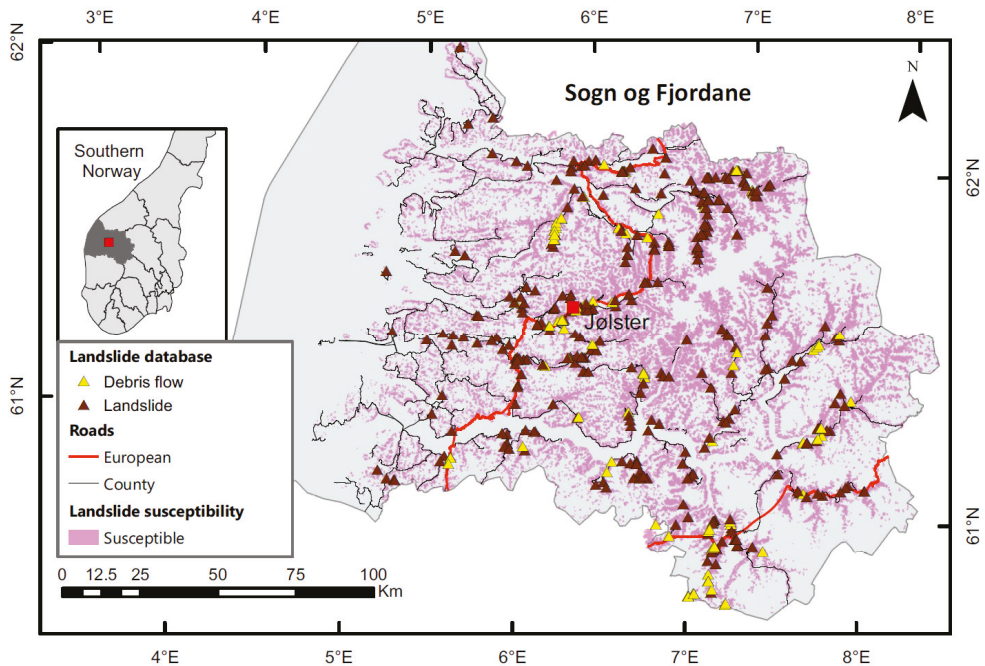 3°E 4°E 5°E 6°E 7°E 8°E
62°N
Sogn og Fjordane
N
Southern
Norway
62°N
Jølster
Landslide database
Debris flow
Landslide
Roads
European
County
Landslide susceptibility
Susceptible
61°N
61°N
0 12.5 25 50 75 100
Km
4°E 5°E 6°E 7°E 8°E